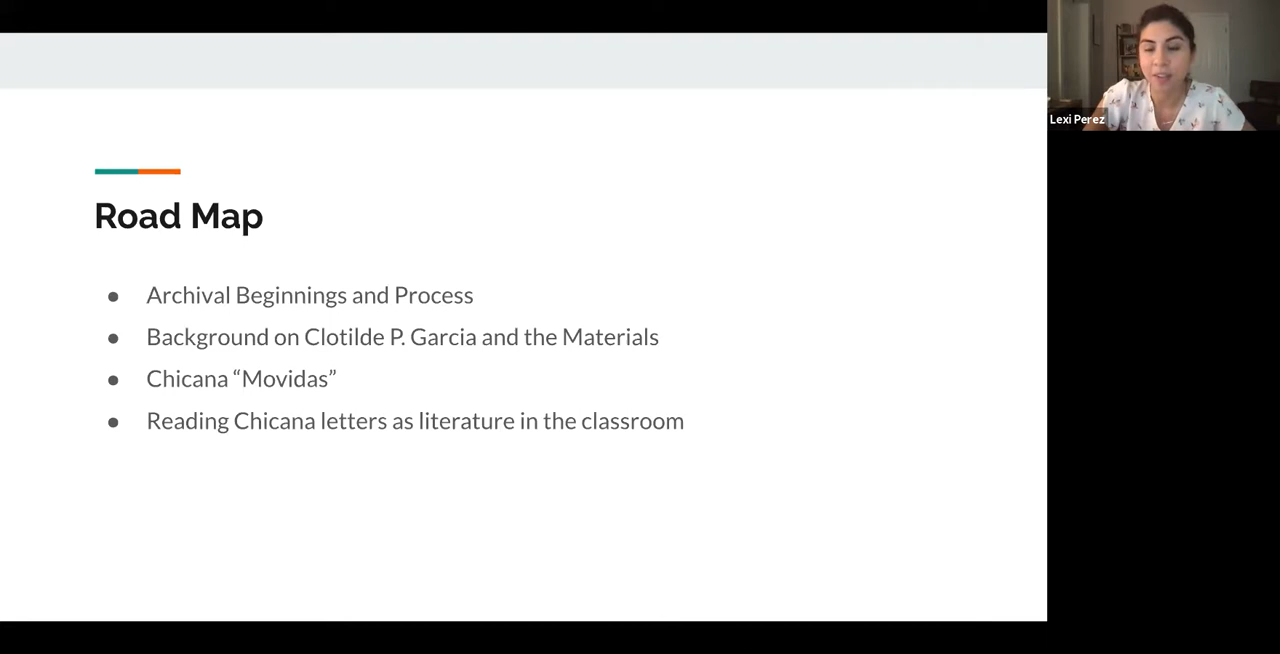 Road Map
● Archival Beginnings and Process
● Background on Clotilde P. Garcia and the Materials
● Chicana “Movidas”
● Reading Chicana letters as literature in the classroom
Lexi Perez